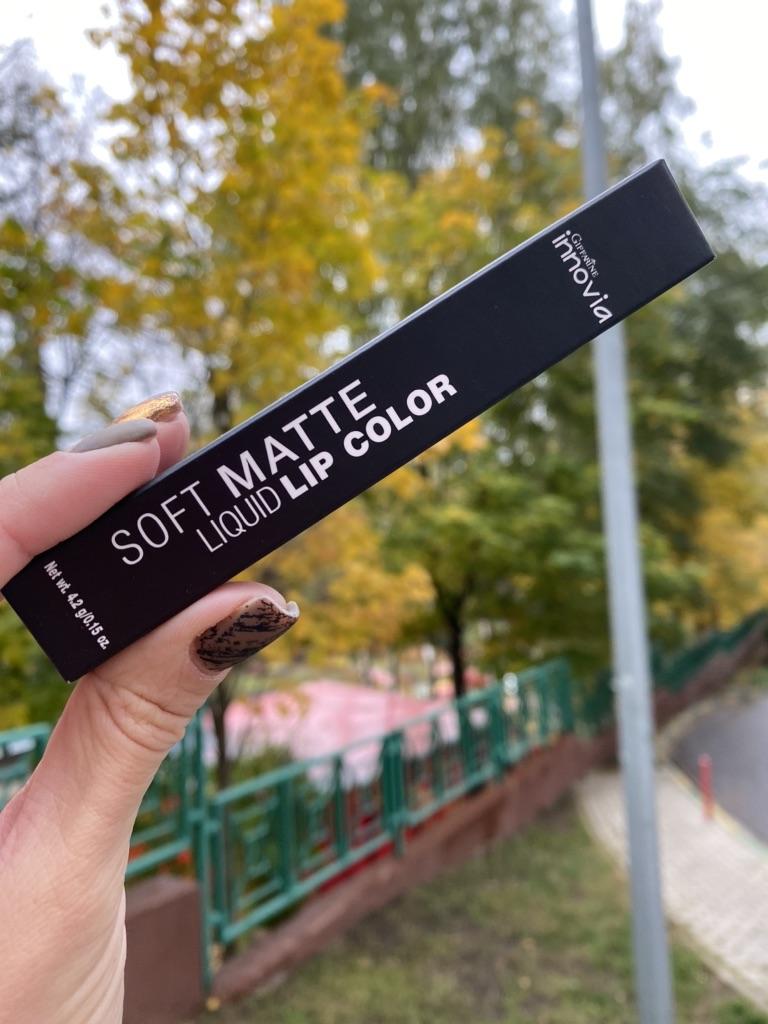 GIFFARINE
innovia
SOFT MATTE
LIQUID LIP COLOR
Net wt. 4.2 g/0.15 oz.